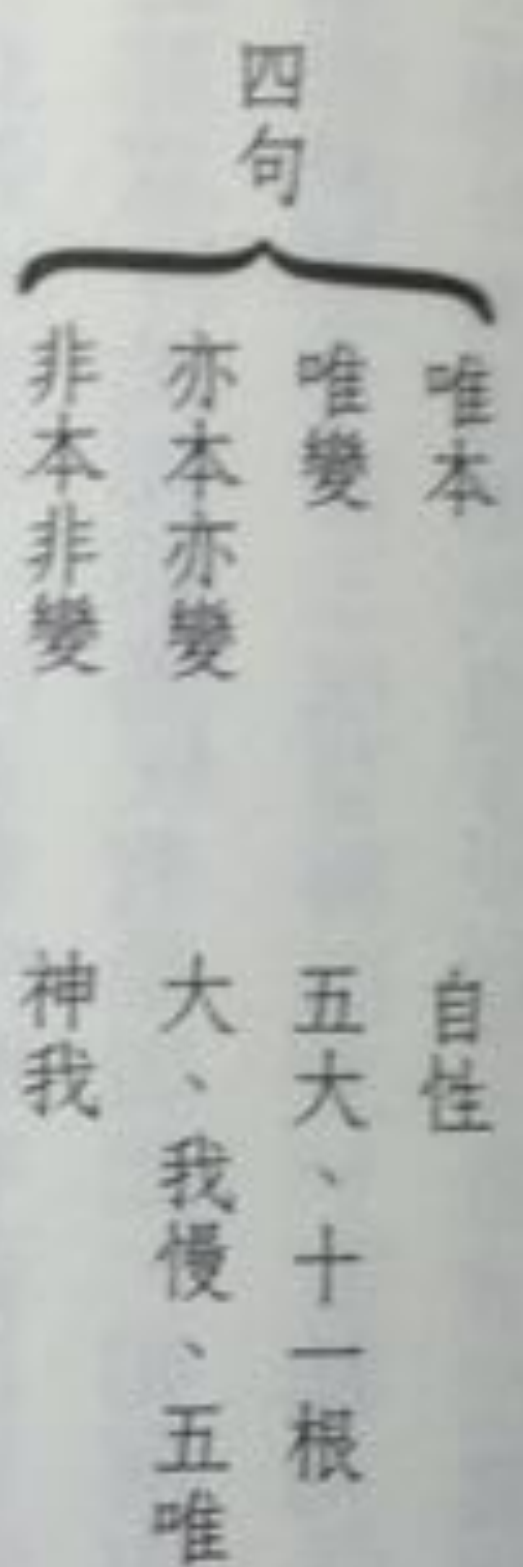 四句
唯本　自性
唯變　五大、十一根
亦本亦變　大、我慢、五唯
非本非變　神我